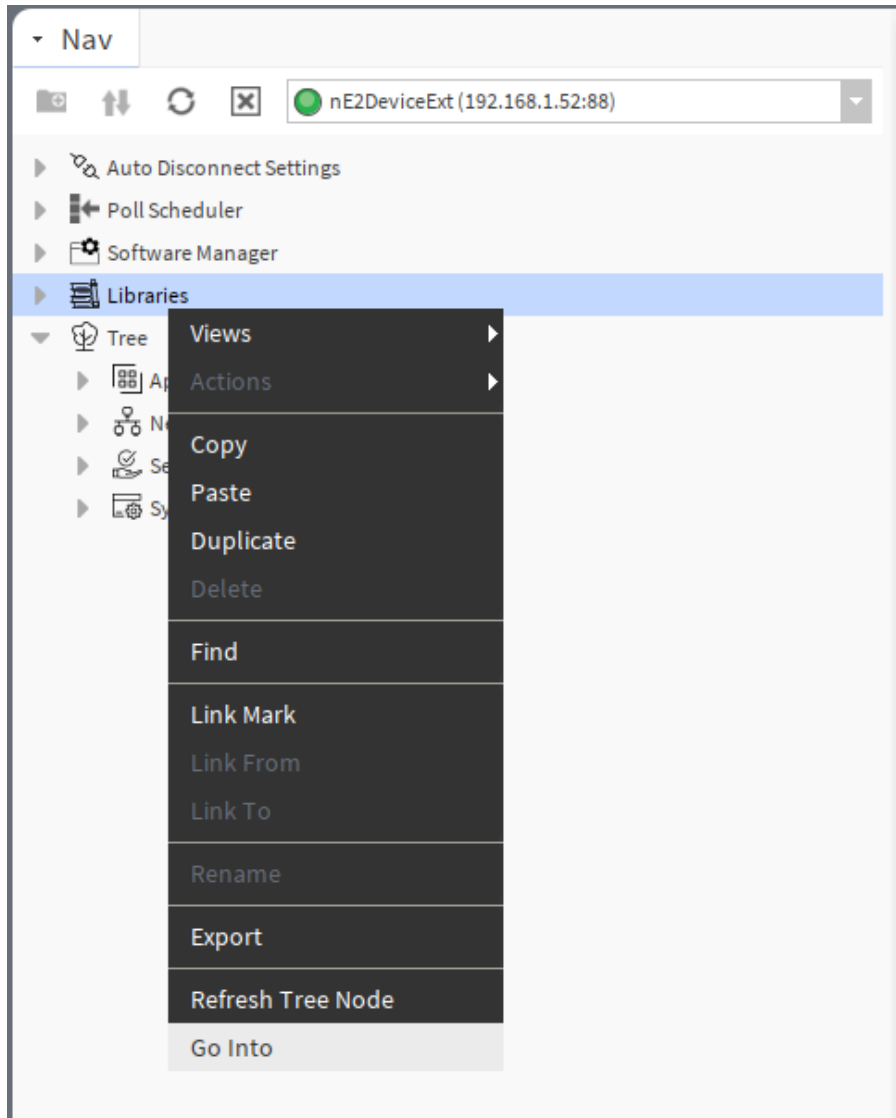 Nav
nE2DeviceExt (192.168.1.52:88)
Auto Disconnect Settings
Poll Scheduler
Software Manager
Libraries
Tree
Views
Actions
Copy
Paste
Duplicate
Delete
Find
Link Mark
Link From
Link To
Rename
Export
Refresh Tree Node
Go Into